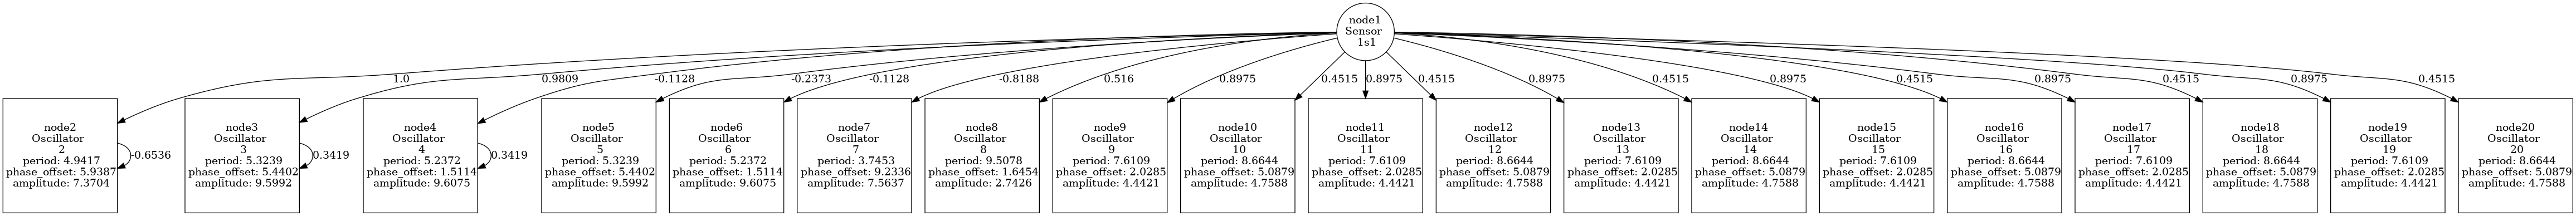 node1
Sensor
1s1
1.0
0.9809
-0.1128
-0.2373
-0.1128
-0.8188
0.516
0.8975
0.4515
0.8975
0.4515
0.8975
0.4515
0.8975
0.4515
0.8975
0.4515
0.8975
0.4515
node2
Oscillator
2
period: 4.9417
phase_offset: 5.9387
amplitude: 7.3704
-0.6536
node3
Oscillator
3
period: 5.3239
phase_offset: 5.4402
amplitude: 9.5992
0.3419
node4
Oscillator
4
period: 5.2372
phase_offset: 1.5114
amplitude: 9.6075
0.3419
node5
Oscillator
5
period: 5.3239
phase_offset: 5.4402
amplitude: 9.5992
node6
Oscillator
6
period: 5.2372
phase_offset: 1.5114
amplitude: 9.6075
node7
Oscillator
7
period: 3.7453
phase_offset: 9.2336
amplitude: 7.5637
node8
Oscillator
8
period: 9.5078
phase_offset: 1.6454
amplitude: 2.7426
node9
Oscillator
9
period: 7.6109
phase_offset: 2.0285
amplitude: 4.4421
node10
Oscillator
10
period: 8.6644
phase_offset: 5.0879
amplitude: 4.7588
node11
Oscillator
11
period: 7.6109
phase_offset: 2.0285
amplitude: 4.4421
node12
Oscillator
12
period: 8.6644
phase_offset: 5.0879
amplitude: 4.7588
node13
Oscillator
13
period: 7.6109
phase_offset: 2.0285
amplitude: 4.4421
node14
Oscillator
14
period: 8.6644
phase_offset: 5.0879
amplitude: 4.7588
node15
Oscillator
15
period: 7.6109
phase_offset: 2.0285
amplitude: 4.4421
node16
Oscillator
16
period: 8.6644
phase_offset: 5.0879
amplitude: 4.7588
node17
Oscillator
17
period: 7.6109
phase_offset: 2.0285
amplitude: 4.4421
node18
Oscillator
18
period: 8.6644
phase_offset: 5.0879
amplitude: 4.7588
node19
Oscillator
19
period: 7.6109
phase_offset: 2.0285
amplitude: 4.4421
node20
Oscillator
20
period: 8.6644
phase_offset: 5.0879
amplitude: 4.7588